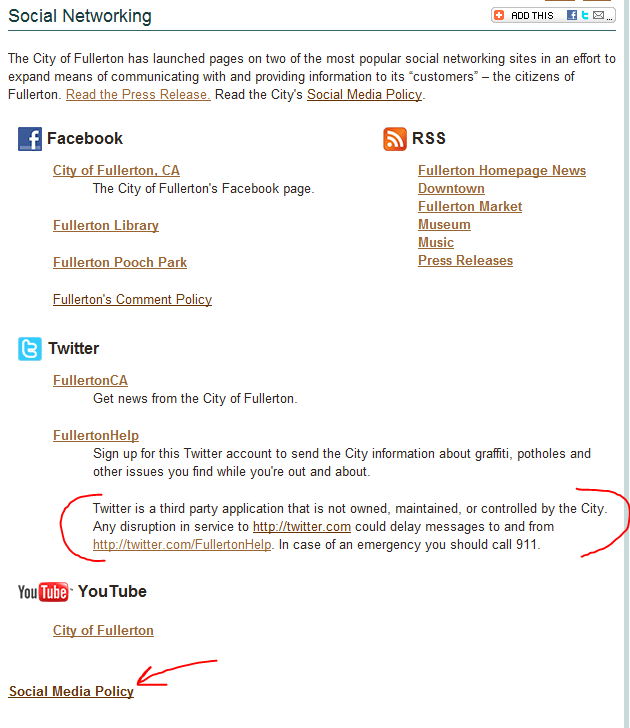 Social Networking
ADD THIS
The City of Fullerton has launched pages on two of the most popular social networking sites in an effort to
expand means of communicating with and providing information to its “customers” – the citizens of
Fullerton. Read the Press Release. Read the City's Social Media Policy.
Facebook
City of Fullerton, CA
The City of Fullerton's Facebook page.
Fullerton Library
Fullerton Pooch Park
Fullerton's Comment Policy
RSS
Fullerton Homepage News
Downtown
Fullerton Market
Museum
Music
Press Releases
Twitter
FullertonCA
Get news from the City of Fullerton.
FullertonHelp
Sign up for this Twitter account to send the City information about graffiti, potholes and
other issues you find while you're out and about.
Twitter is a third party application that is not owned, maintained, or controlled by the City.
Any disruption in service to http://twitter.com could delay messages to and from
http://twitter.com/FullertonHelp. In case of an emergency you should call 911.
YouTube YouTube
City of Fullerton
Social Media Policy